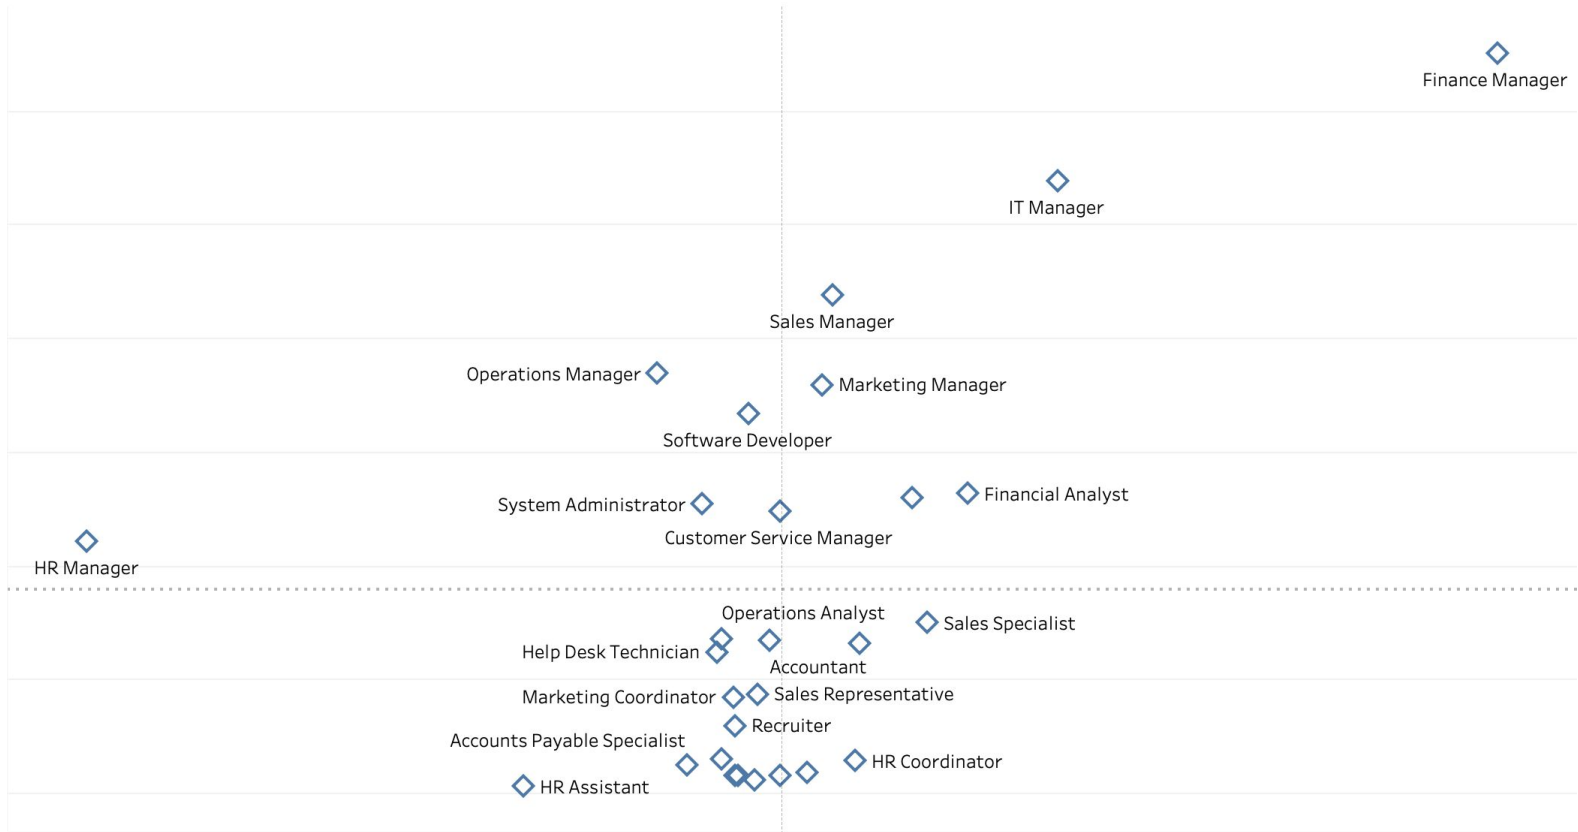 Finance Manager
IT Manager
Sales Manager
Operations Manager
Marketing Manager
Software Developer
Financial Analyst
System Administrator
Customer Service Manager
HR Manager
Operations Analyst
Sales Specialist
Help Desk Technician
Accountant
Marketing Coordinator
Sales Representative
Recruiter
Accounts Payable Specialist
HR Coordinator
HR Assistant